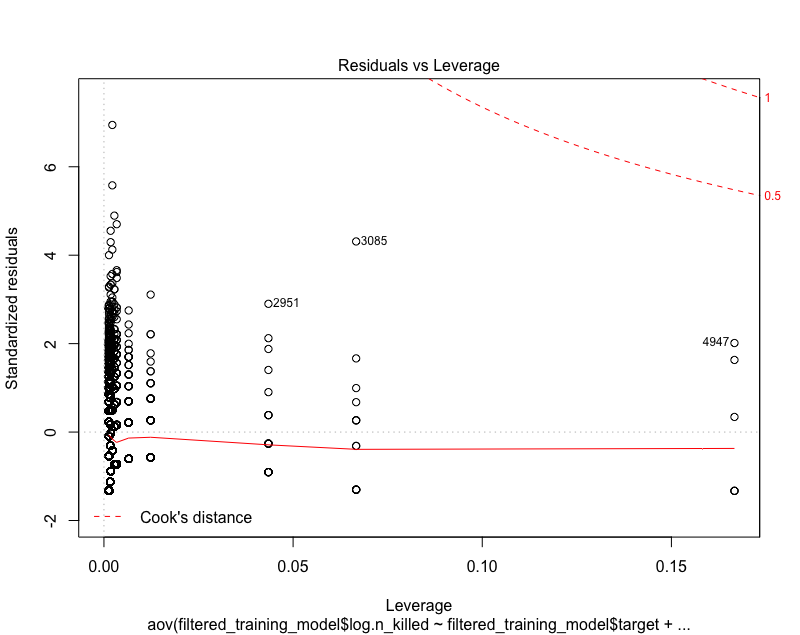 Residuals vs Leverage
Standardized residuals
6
4
2
0
-2
1
0.5
3085
2951
4947
Cook's distance
0.00
0.05
0.10
0.15
Leverage
aov(filtered_training_model$log.n_killed ~ filtered_training_model$target + ...